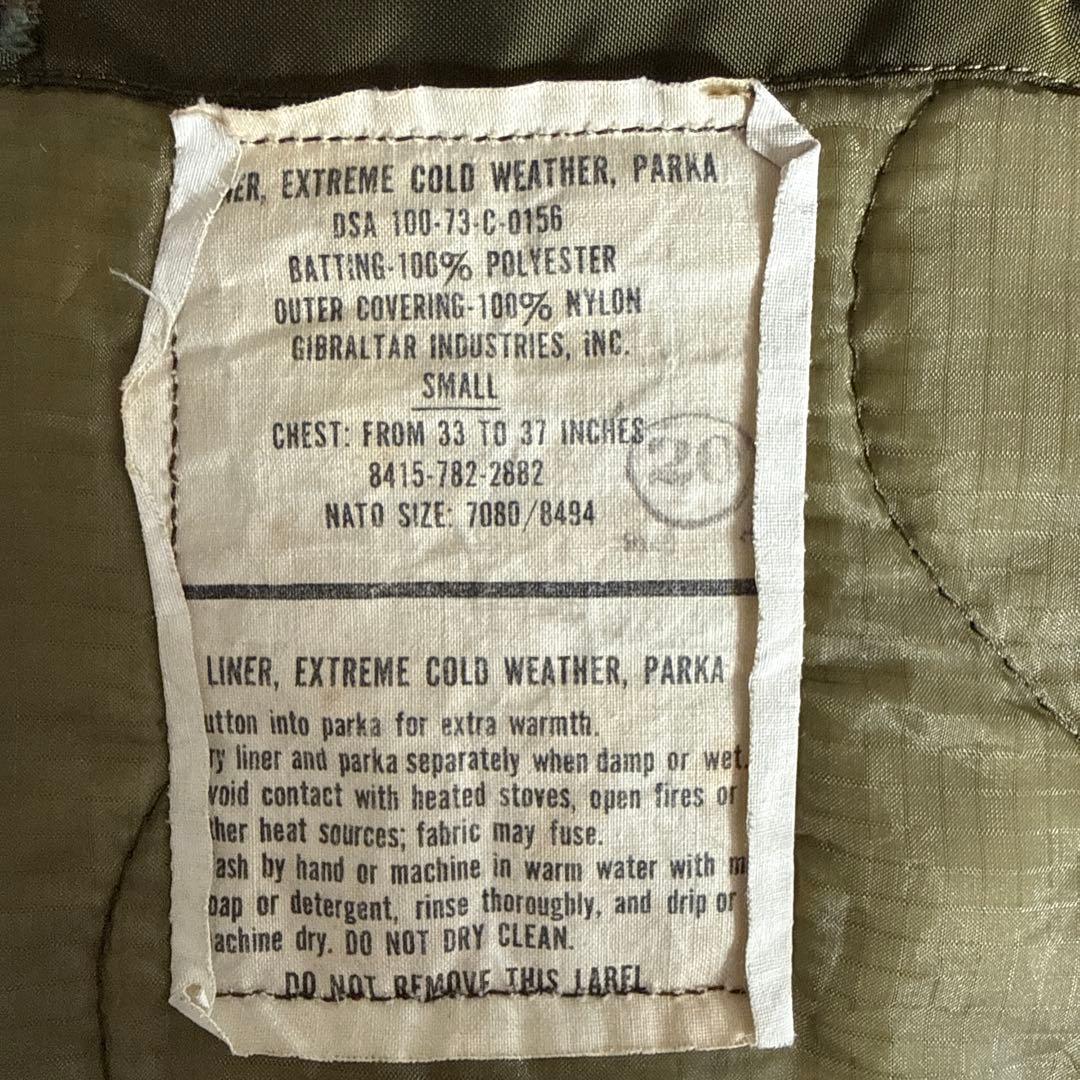 NER, EXTREME COLD WEATHER, PARKA
DSA 100-73-C-0156
BATTING-100% POLYESTER
OUTER COVERING-100% NYLON
GIBRALTAR INDUSTRIES, INC.
SMALL
CHEST: FROM 33 TO 37 INCHES
20
8415-782-2882
NATO SIZE: 7080/8494
LINER, EXTREME COLD WEATHER, PARKA
utton into parka for extra warmth.
ry liner and parka separately when damp or wet.
void contact with heated stoves, open fires or
ther heat sources; fabric may fuse.
ash by hand or machine in warm water with m
oap or detergent, rinse thoroughly, and drip or
achine dry. DO NOT DRY CLEAN.
DO NOT REMOVE THIS LABEL